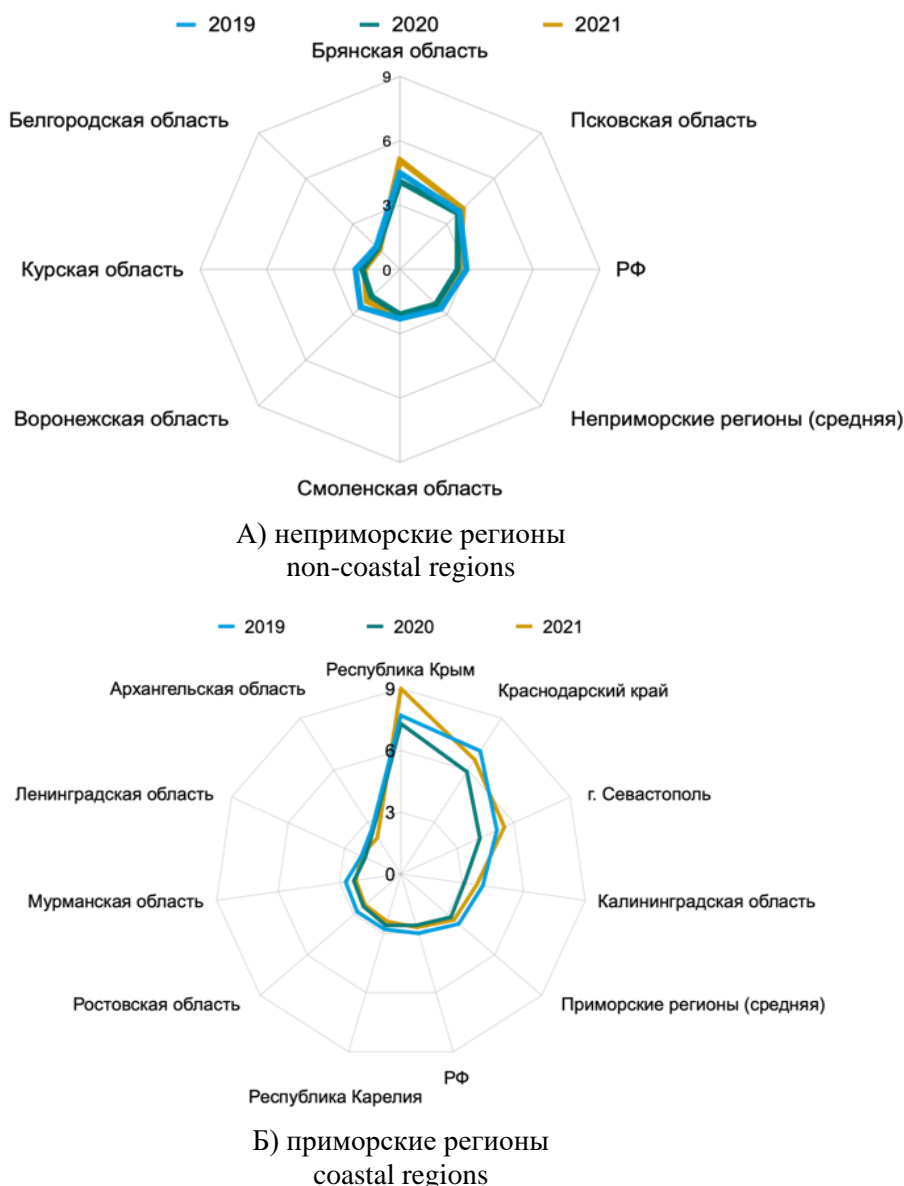 2019 2020 2021
Брянская область
9
Белгородская область
Псковская область
6
3
Курская область
0
РФ
Воронежская область
Неприморские регионы (средняя)
Смоленская область
А) неприморские регионы
non-coastal regions
2019 2020 2021
Республика Крым
Архангельская область
9
Краснодарский край
6
Ленинградская область
г. Севастополь
3
0
Мурманская область
Калининградская область
Ростовская область
Приморские регионы (средняя)
РФ
Республика Карелия
Б) приморские регионы
coastal regions